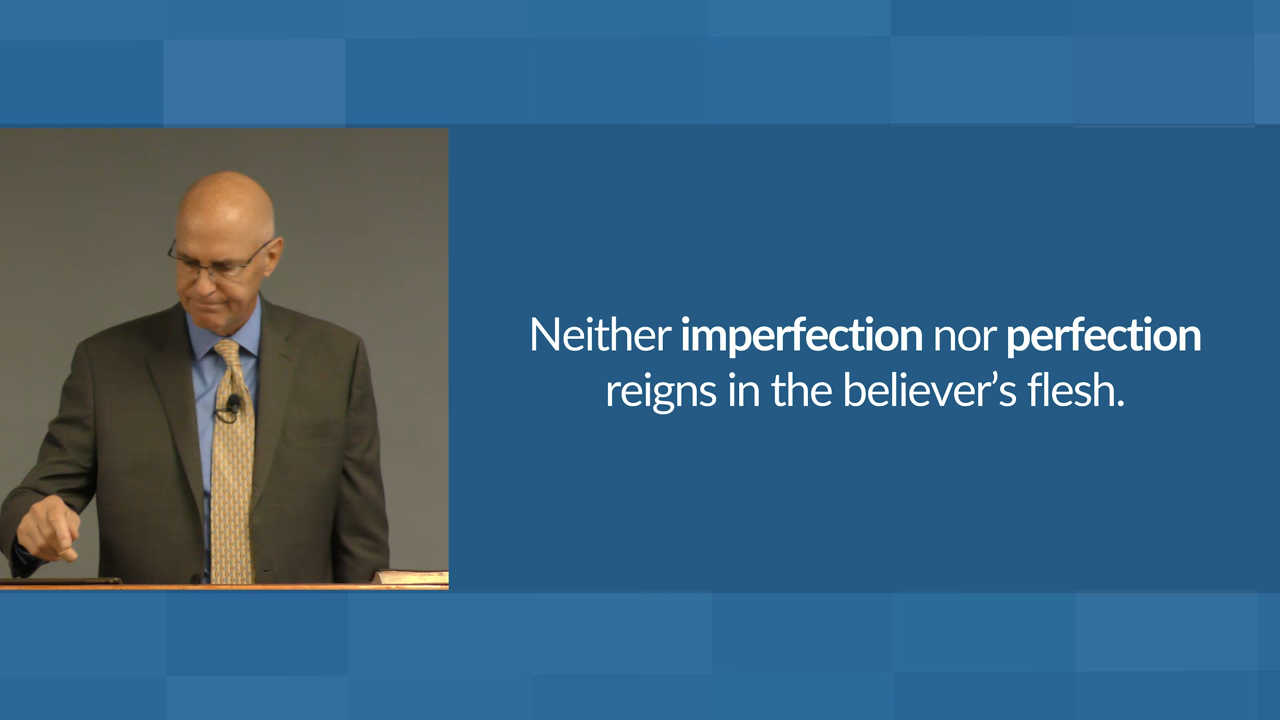 Neither imperfection nor perfection
reigns in the believer’s flesh.